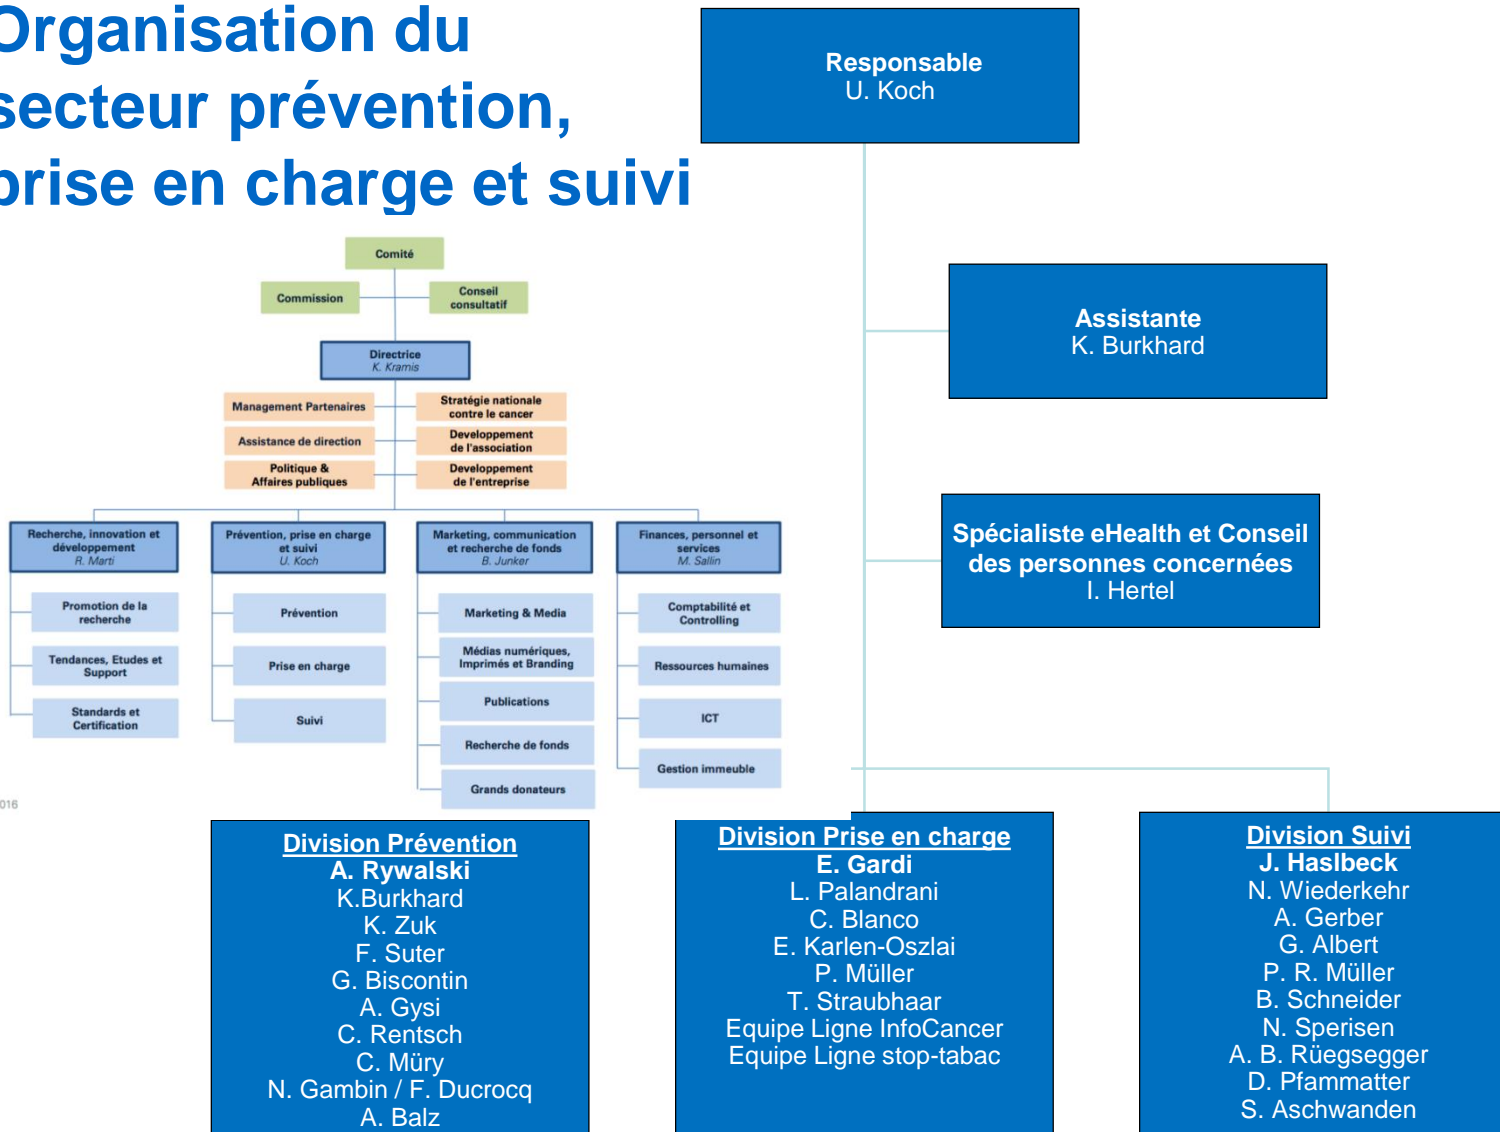 Organisation du
secteur prévention,
prise en charge et suivi
Responsable
U. Koch
Assistante
K. Burkhard
Spécialiste eHealth et Conseil
des personnes concernées
I. Hertel
Comité
Commission
Conseil
consultatif
Directrice
K. Kramis
Management Partenaires
Stratégie nationale
contre le cancer
Assistance de direction
Developpement
de l'association
Politique &
Affaires publiques
Developpement
de l'entreprise
Recherche, innovation et
développement
R. Marti
Promotion de la
recherche
Tendances, Etudes et
Support
Standards et
Certification
Prévention, prise en charge
et suivi
U. Koch
Prévention
Prise en charge
Suivi
Marketing, communication
et recherche de fonds
B. Junker
Marketing & Media
Médias numériques,
Imprimés et Branding
Publications
Recherche de fonds
Grands donateurs
Finances, personnel et
services
M. Sallin
Comptabilité et
Controlling
Ressources humaines
ICT
Gestion immeuble
016
Division Prévention
A. Rywalski
K.Burkhard
K. Zuk
F. Suter
G. Biscontin
A. Gysi
C. Rentsch
C. Müry
N. Gambin / F. Ducrocq
A. Balz
Division Prise en charge
E. Gardi
L. Palandrani
C. Blanco
E. Karlen-Oszlai
P. Müller
T. Straubhaar
Equipe Ligne InfoCancer
Equipe Ligne stop-tabac
Division Suivi
J. Haslbeck
N. Wiederkehr
A. Gerber
G. Albert
P. R. Müller
B. Schneider
N. Sperisen
A. B. Rüegsegger
D. Pfammatter
S. Aschwanden